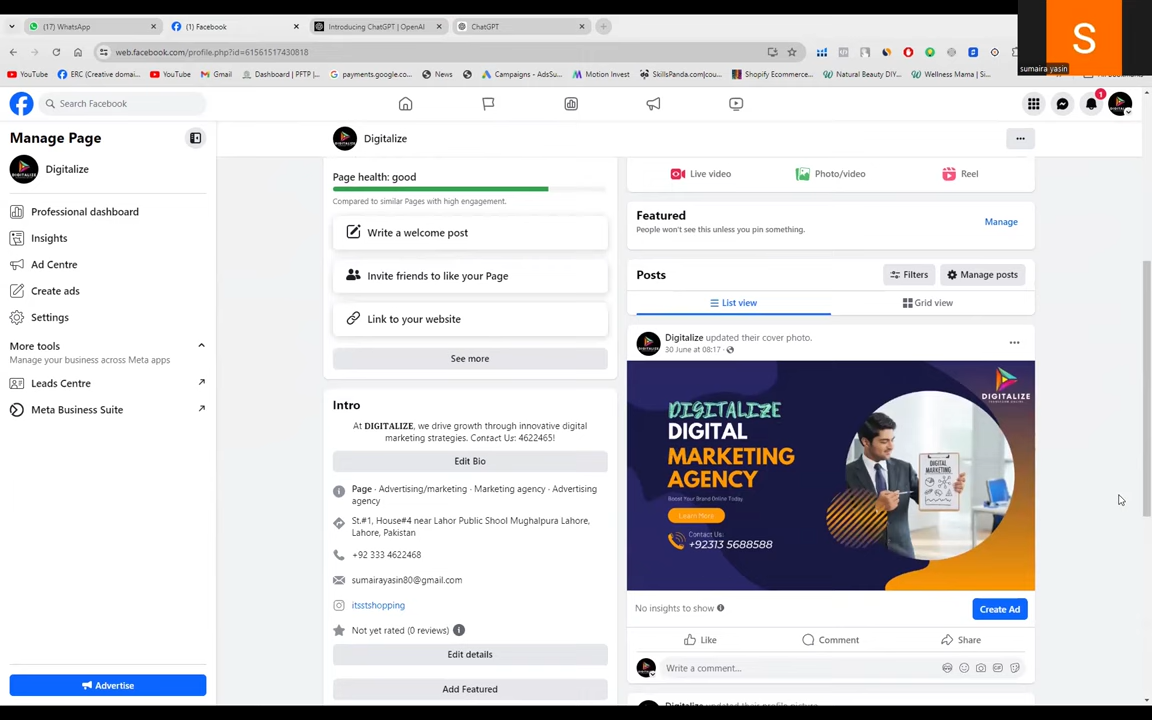 (17) WhatsApp
(1) Facebook
Introducing ChatGPT | OpenAI
ChatGPT
web.facebook.com/profile.php?id=61561517430818
YouTube
ERC (Creative domai...
YouTube
Gmail
Dashboard | PFTP |...
payments.google.co...
News
Campaigns - AdsSu...
Motion Invest
SkillsPanda.com|cou...
Shopify Ecommerce...
Natural Beauty DIY...
Wellness Mama | Si...
S
sumaira yasin
Search Facebook
1
Manage Page
Digitalize
Professional dashboard
Insights
Ad Centre
Create ads
Settings
More tools
Manage your business across Meta apps
Leads Centre
Meta Business Suite
Advertise
Digitalize
Page health: good
Compared to similar Pages with high engagement.
Write a welcome post
Invite friends to like your Page
Link to your website
See more
Intro
At DIGITALIZE, we drive growth through innovative digital
marketing strategies. Contact Us: 4622465!
Edit Bio
Page · Advertising/marketing · Marketing agency · Advertising
agency
St.#1, House#4 near Lahor Public Shool Mughalpura Lahore,
Lahore, Pakistan
+92 333 4622468
sumairayasin80@gmail.com
itsstshopping
Not yet rated (0 reviews)
Edit details
Add Featured
Live video
Photo/video
Reel
Featured
People won't see this unless you pin something.
Manage
Posts
Filters
Manage posts
List view
Grid view
Digitalize updated their cover photo.
30 June at 08:17 ·
DIGITALIZE
DIGITAL
MARKETING
AGENCY
Boost Your Brand Online Today.
Learn More
Contact Us:
+92313 5688588
DIGITALIZE
DIGITAL
MARKETING
No insights to show
Create Ad
Like
Comment
Share
Write a comment...
Digitalize updated their profile picture.